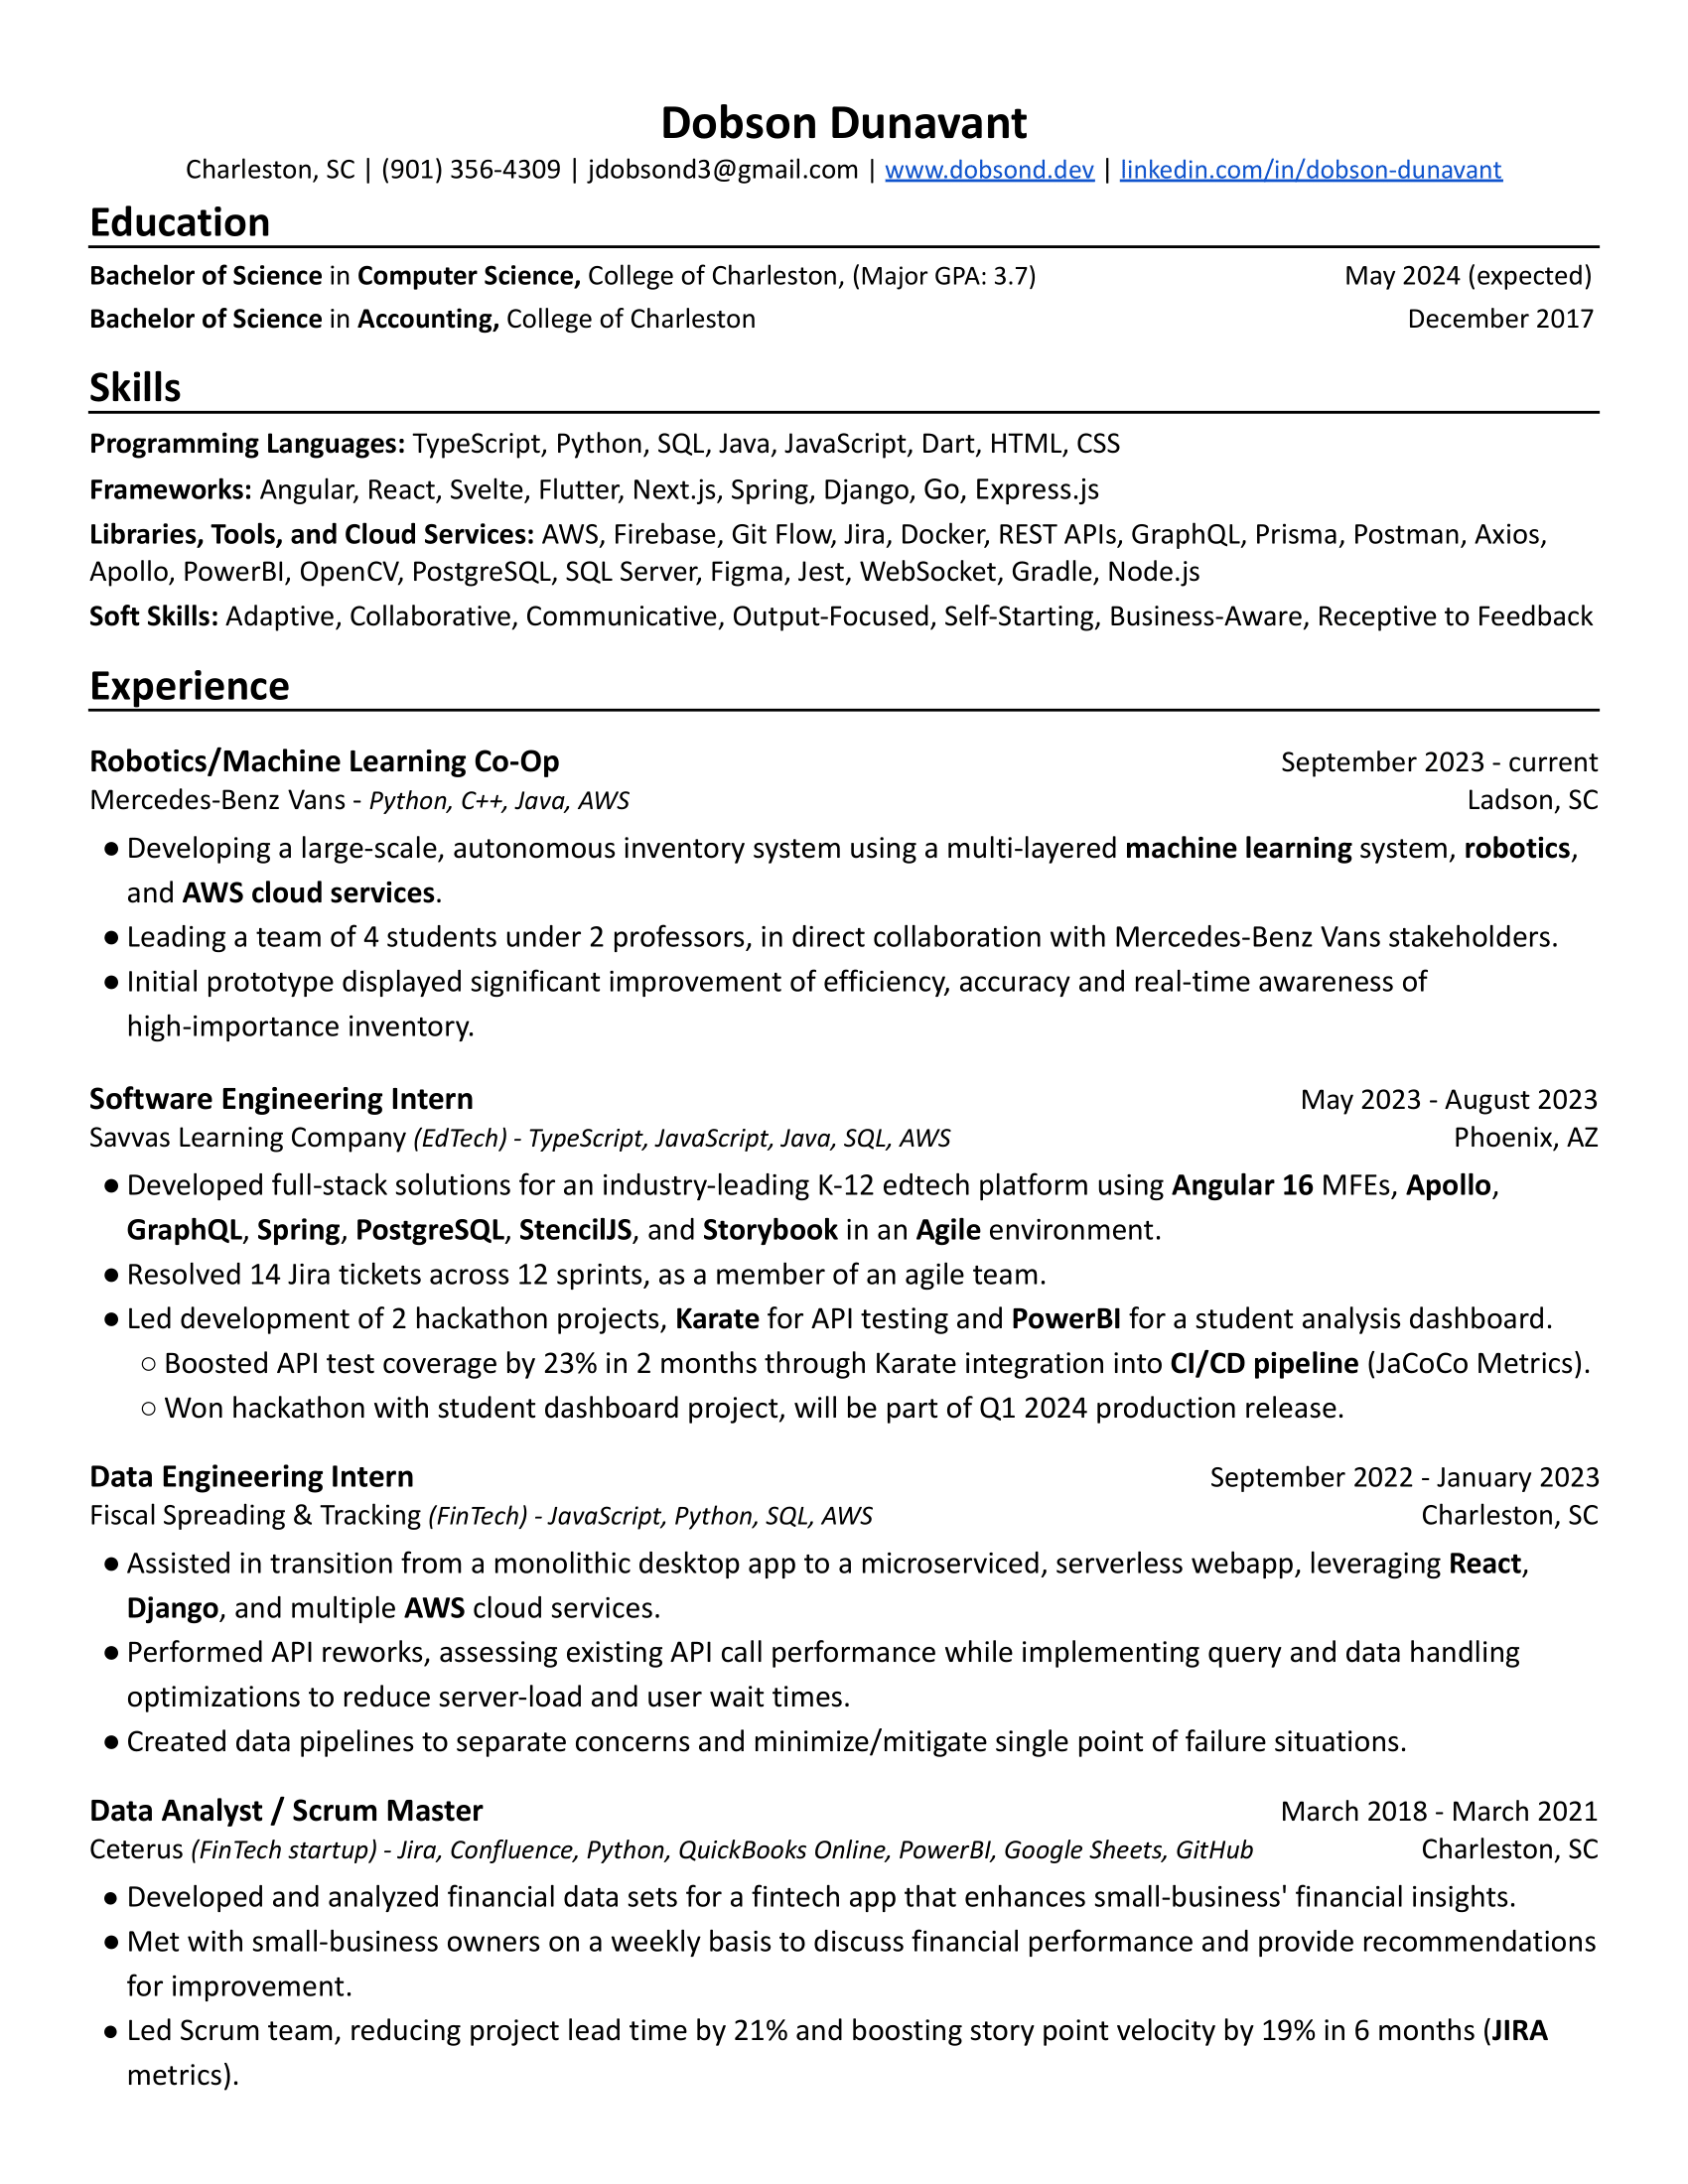 Dobson Dunavant
Charleston, SC | (901) 356-4309 | jdobsond3@gmail.com | www.dobsond.dev | linkedin.com/in/dobson-dunavant
Education
Bachelor of Science in Computer Science, College of Charleston, (Major GPA: 3.7) May 2024 (expected)
Bachelor of Science in Accounting, College of Charleston December 2017
Skills
Programming Languages: TypeScript, Python, SQL, Java, JavaScript, Dart, HTML, CSS
Frameworks: Angular, React, Svelte, Flutter, Next.js, Spring, Django, Go, Express.js
Libraries, Tools, and Cloud Services: AWS, Firebase, Git Flow, Jira, Docker, REST APIs, GraphQL, Prisma, Postman, Axios,
Apollo, PowerBI, OpenCV, PostgreSQL, SQL Server, Figma, Jest, WebSocket, Gradle, Node.js
Soft Skills: Adaptive, Collaborative, Communicative, Output-Focused, Self-Starting, Business-Aware, Receptive to Feedback
Experience
Robotics/Machine Learning Co-Op September 2023 - current
Mercedes-Benz Vans - Python, C++, Java, AWS Ladson, SC
● Developing a large-scale, autonomous inventory system using a multi-layered machine learning system, robotics,
and AWS cloud services.
● Leading a team of 4 students under 2 professors, in direct collaboration with Mercedes-Benz Vans stakeholders.
● Initial prototype displayed significant improvement of efficiency, accuracy and real-time awareness of
high-importance inventory.
Software Engineering Intern May 2023 - August 2023
Savvas Learning Company (EdTech) - TypeScript, JavaScript, Java, SQL, AWS Phoenix, AZ
● Developed full-stack solutions for an industry-leading K-12 edtech platform using Angular 16 MFEs, Apollo,
GraphQL, Spring, PostgreSQL, StencilJS, and Storybook in an Agile environment.
● Resolved 14 Jira tickets across 12 sprints, as a member of an agile team.
● Led development of 2 hackathon projects, Karate for API testing and PowerBI for a student analysis dashboard.
○ Boosted API test coverage by 23% in 2 months through Karate integration into CI/CD pipeline (JaCoCo Metrics).
○ Won hackathon with student dashboard project, will be part of Q1 2024 production release.
Data Engineering Intern September 2022 - January 2023
Fiscal Spreading & Tracking (FinTech) - JavaScript, Python, SQL, AWS Charleston, SC
● Assisted in transition from a monolithic desktop app to a microserviced, serverless webapp, leveraging React,
Django, and multiple AWS cloud services.
● Performed API reworks, assessing existing API call performance while implementing query and data handling
optimizations to reduce server-load and user wait times.
● Created data pipelines to separate concerns and minimize/mitigate single point of failure situations.
Data Analyst / Scrum Master March 2018 - March 2021
Ceterus (FinTech startup) - Jira, Confluence, Python, QuickBooks Online, PowerBI, Google Sheets, GitHub Charleston, SC
● Developed and analyzed financial data sets for a fintech app that enhances small-business' financial insights.
● Met with small-business owners on a weekly basis to discuss financial performance and provide recommendations
for improvement.
● Led Scrum team, reducing project lead time by 21% and boosting story point velocity by 19% in 6 months (JIRA
metrics).